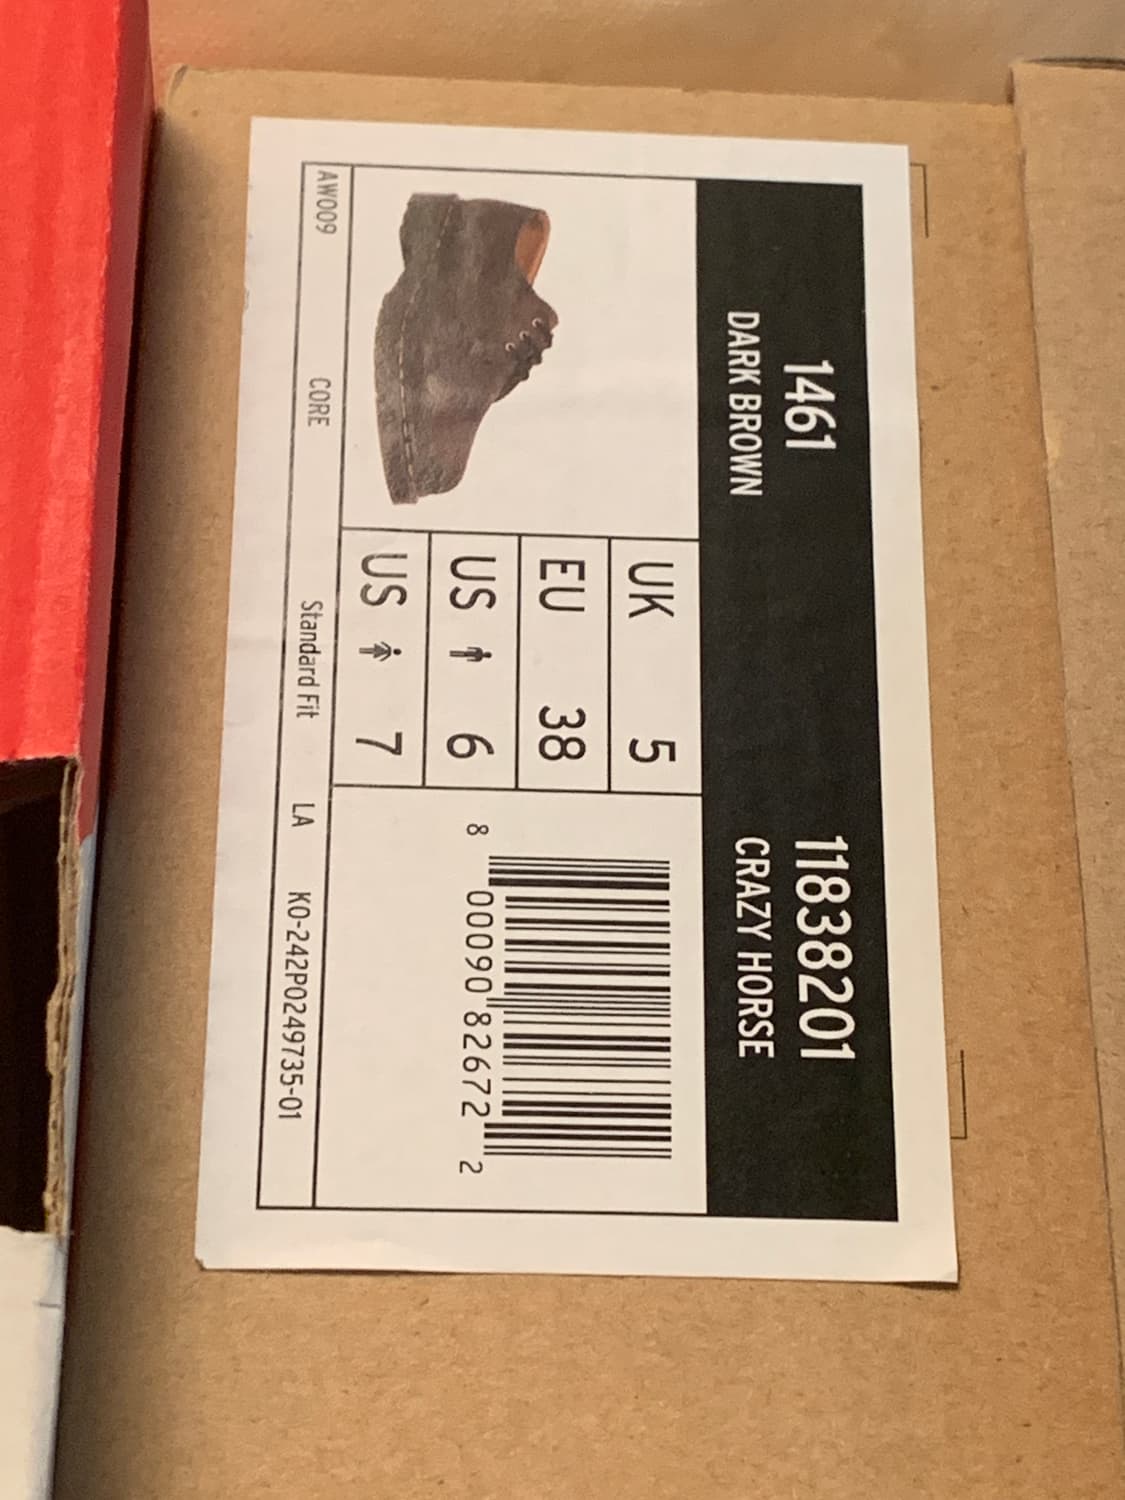 1461 11838201
DARK BROWN CRAZY HORSE
UK 5
EU 38
US 6
US 7
8 00090 82672 2
AW009 CORE Standard Fit LA KO-242P0249735-01